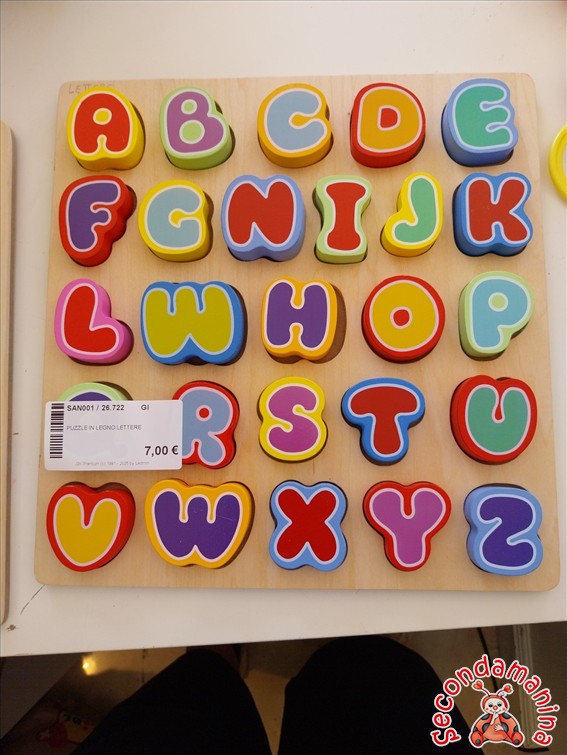 A B C D E
F G N I J K
L W H O P
R S T U
V W X Y Z
SAN001 / 26.722 GI
PUZZLE IN LEGNO LETTERE
7,00 €
Secondamanina